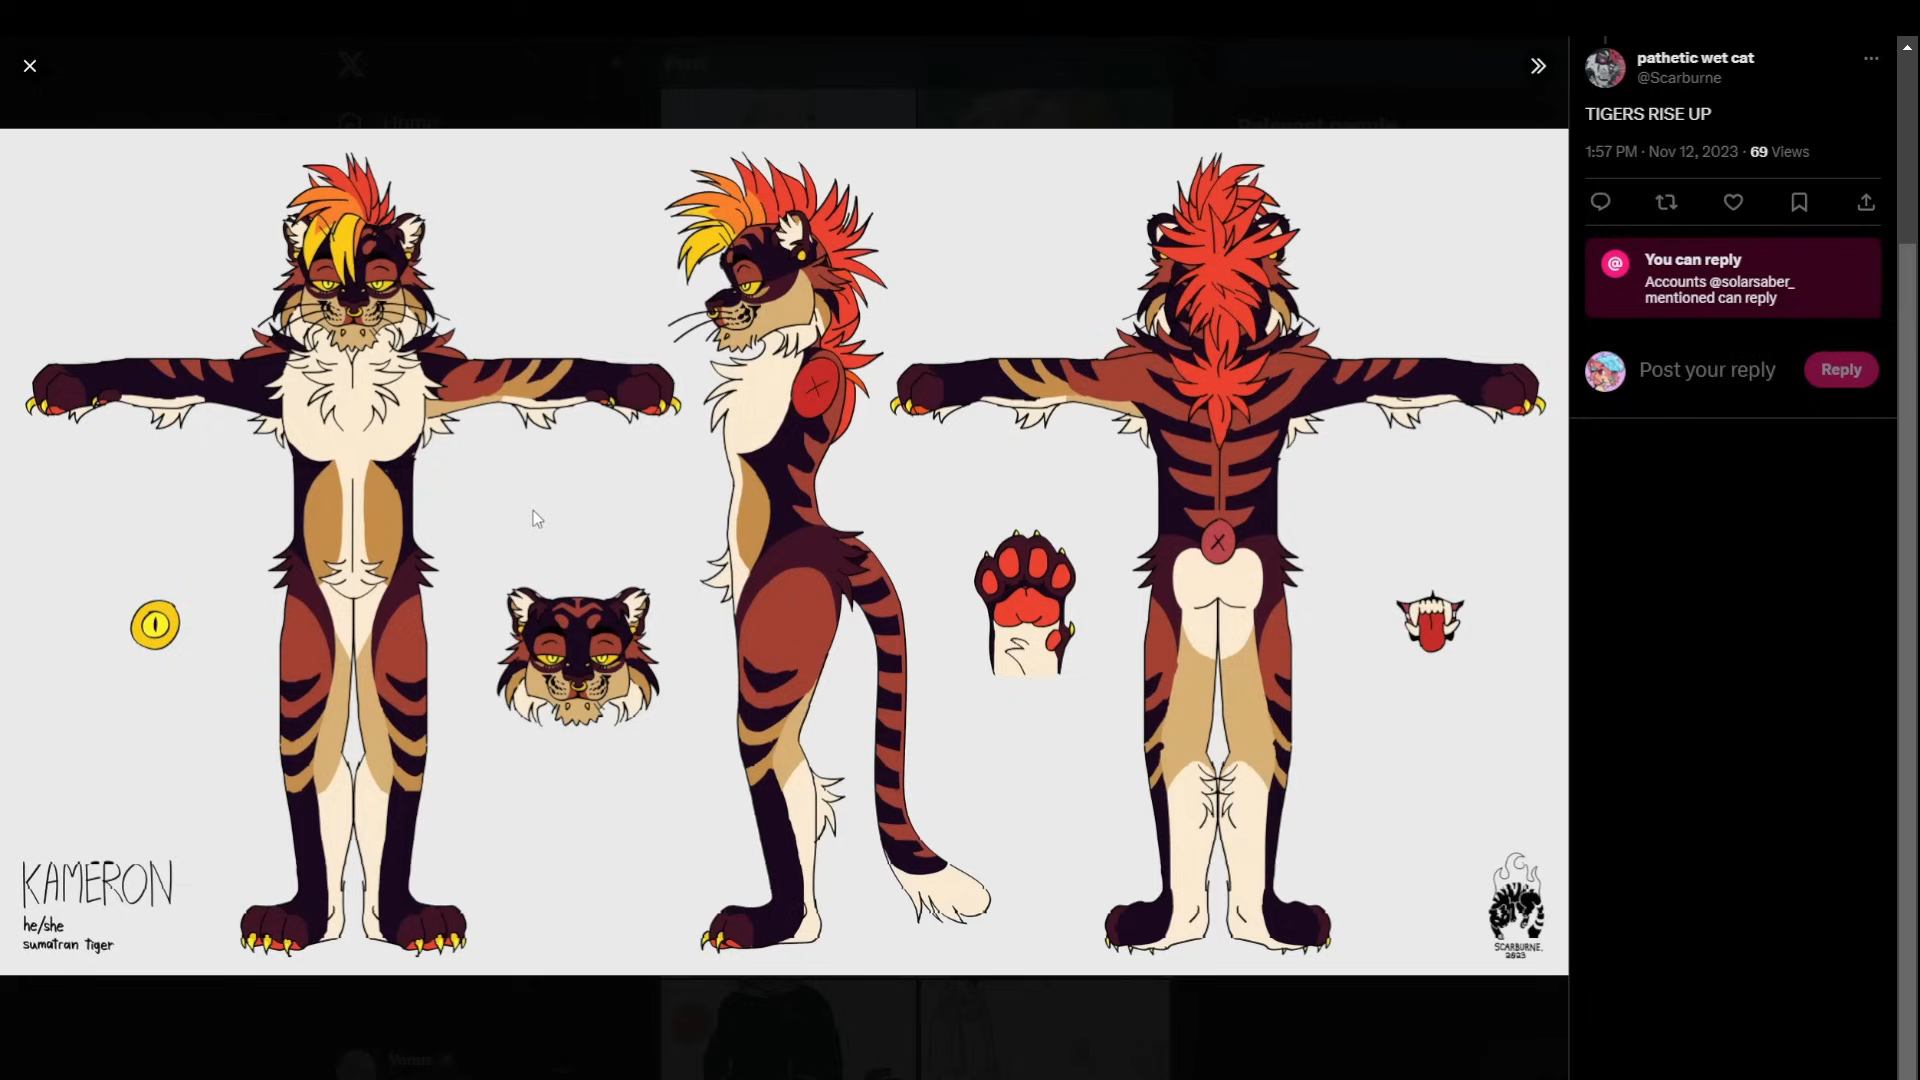 pathetic wet cat
@Scarburne
TIGERS RISE UP
1:57 PM · Nov 12, 2023 · 69 Views
You can reply
Accounts @solarsaber_
mentioned can reply
Post your reply
Reply
Home
KAMERON
he/she
sumatran tiger
SCARBURNE.
2023